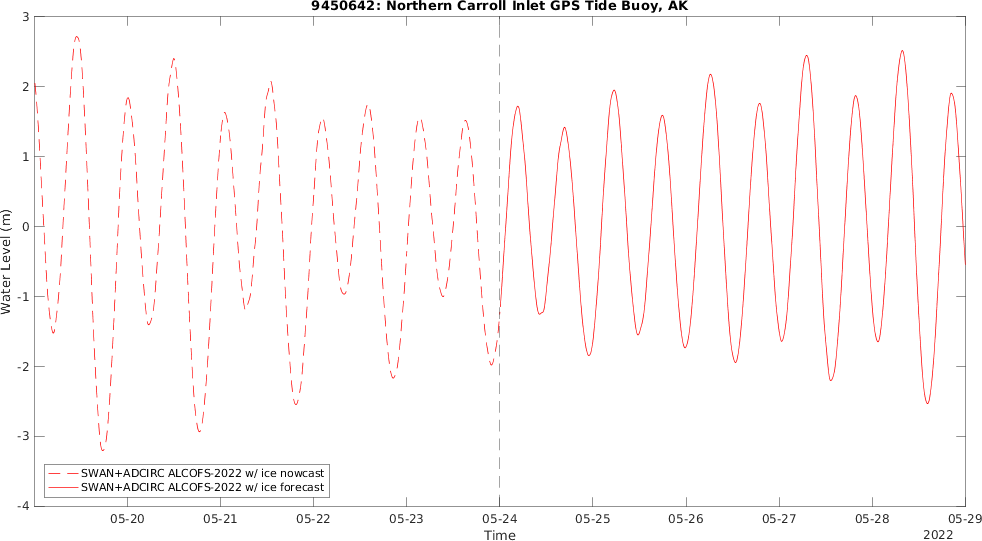 9450642: Northern Carroll Inlet GPS Tide Buoy, AK
Water Level (m)
3
2
1
0
-1
-2
-3
-4
SWAN+ADCIRC ALCOFS-2022 w/ ice nowcast
SWAN+ADCIRC ALCOFS-2022 w/ ice forecast
05-20 05-21 05-22 05-23 05-24 05-25 05-26 05-27 05-28 05-29
Time
2022